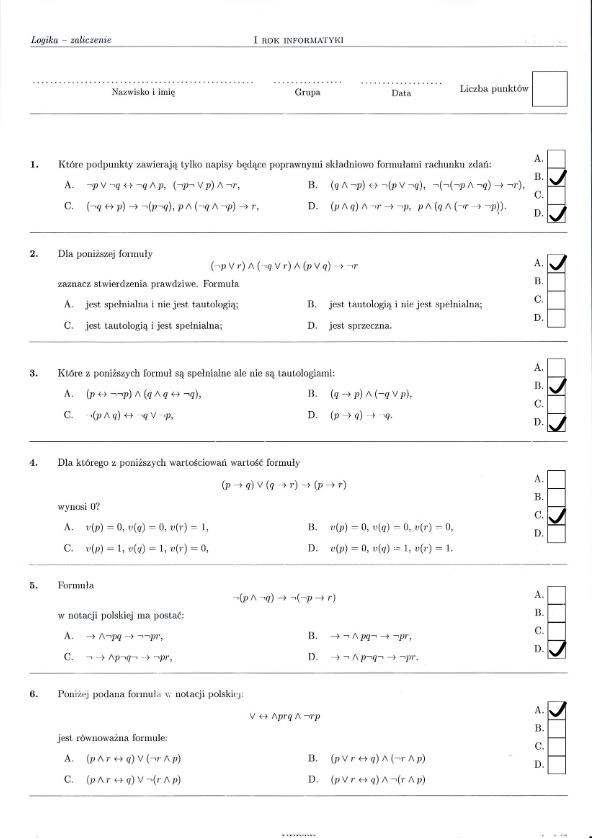 Logika – zaliczenie I ROK INFORMATYKI
Nazwisko i imię Grupa Data Liczba punktów
1. Które podpunkty zawierają tylko napisy będące poprawnymi składniowo formułami rachunku zdań:
A. ¬p ∨ ¬q ↔ ¬q ∧ p, (¬p¬ ∨ p) ∧ ¬r, B. (q ∧ ¬p) ↔ ¬(p ∨ ¬q), ¬(¬(¬p ∧ ¬q) → ¬r),
C. (¬q ↔ p) → ¬(p¬q), p ∧ (¬q ∧ ¬p) → r, D. (p ∧ q) ∧ ¬r → ¬p, p ∧ (q ∧ (¬r → ¬p)).
A.
B.
C.
D.
2. Dla poniższej formuły
(¬p ∨ r) ∧ (¬q ∨ r) ∧ (p ∨ q) → ¬r
zaznacz stwierdzenia prawdziwe. Formuła
A. jest spełnialna i nie jest tautologią; B. jest tautologią i nie jest spełnialna;
C. jest tautologią i jest spełnialna; D. jest sprzeczna.
A.
B.
C.
D.
3. Które z poniższych formuł są spełnialne ale nie są tautologiami:
A. (p ↔ ¬¬p) ∧ (q ∧ q ↔ ¬q), B. (q → p) ∧ (¬q ∨ p),
C. ¬(p ∧ q) ↔ ¬q ∨ ¬p, D. (p → q) → ¬q.
A.
B.
C.
D.
4. Dla którego z poniższych wartościowań wartość formuły
(p → q) ∨ (q → r) → (p → r)
wynosi 0?
A. v(p) = 0, v(q) = 0, v(r) = 1, B. v(p) = 0, v(q) = 0, v(r) = 0,
C. v(p) = 1, v(q) = 1, v(r) = 0, D. v(p) = 0, v(q) = 1, v(r) = 1.
A.
B.
C.
D.
5. Formuła
¬(p ∧ ¬q) → ¬(¬p → r)
w notacji polskiej ma postać:
A. → ∧¬pq → ¬¬pr, B. → ¬ ∧ pq¬ → ¬pr,
C. ¬ → ∧p¬q¬ → ¬pr, D. → ¬ ∧ p¬q¬ → ¬pr.
A.
B.
C.
D.
6. Poniżej podana formuła w notacji polskiej:
∨ ↔ ∧prq ∧ ¬rp
jest równoważna formule:
A. (p ∧ r ↔ q) ∨ (¬r ∧ p) B. (p ∨ r ↔ q) ∧ (¬r ∧ p)
C. (p ∧ r ↔ q) ∨ ¬(r ∧ p) D. (p ∨ r ↔ q) ∧ ¬(r ∧ p)
A.
B.
C.
D.